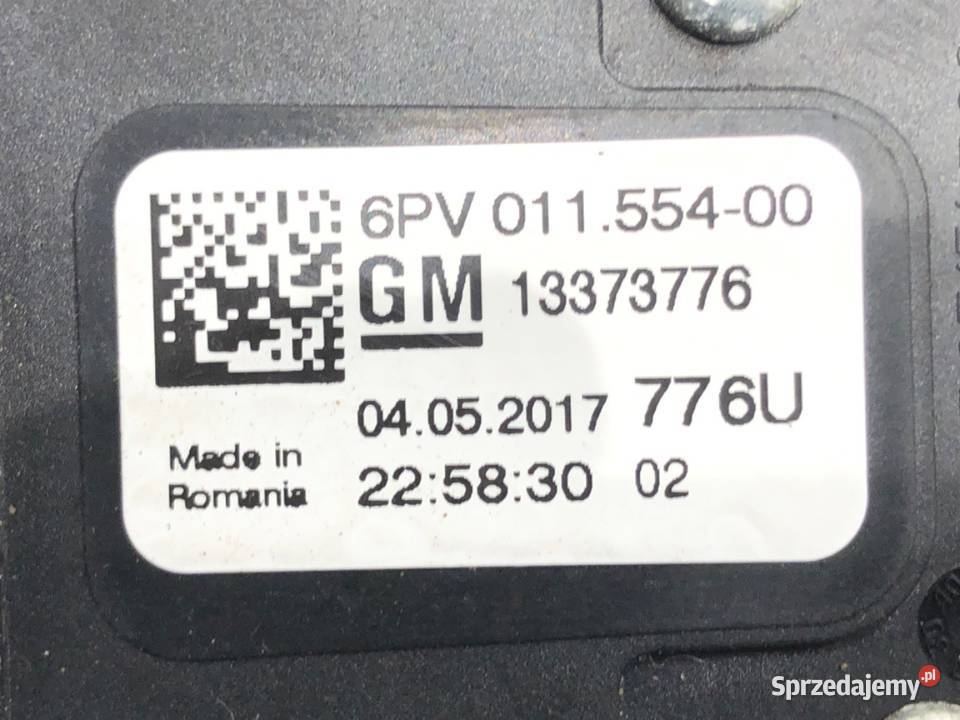 6PV 011.554-00
GM 13373776
04.05.2017 776U
Made in
Romania
22:58:30 02
Sprzedajemy.pl